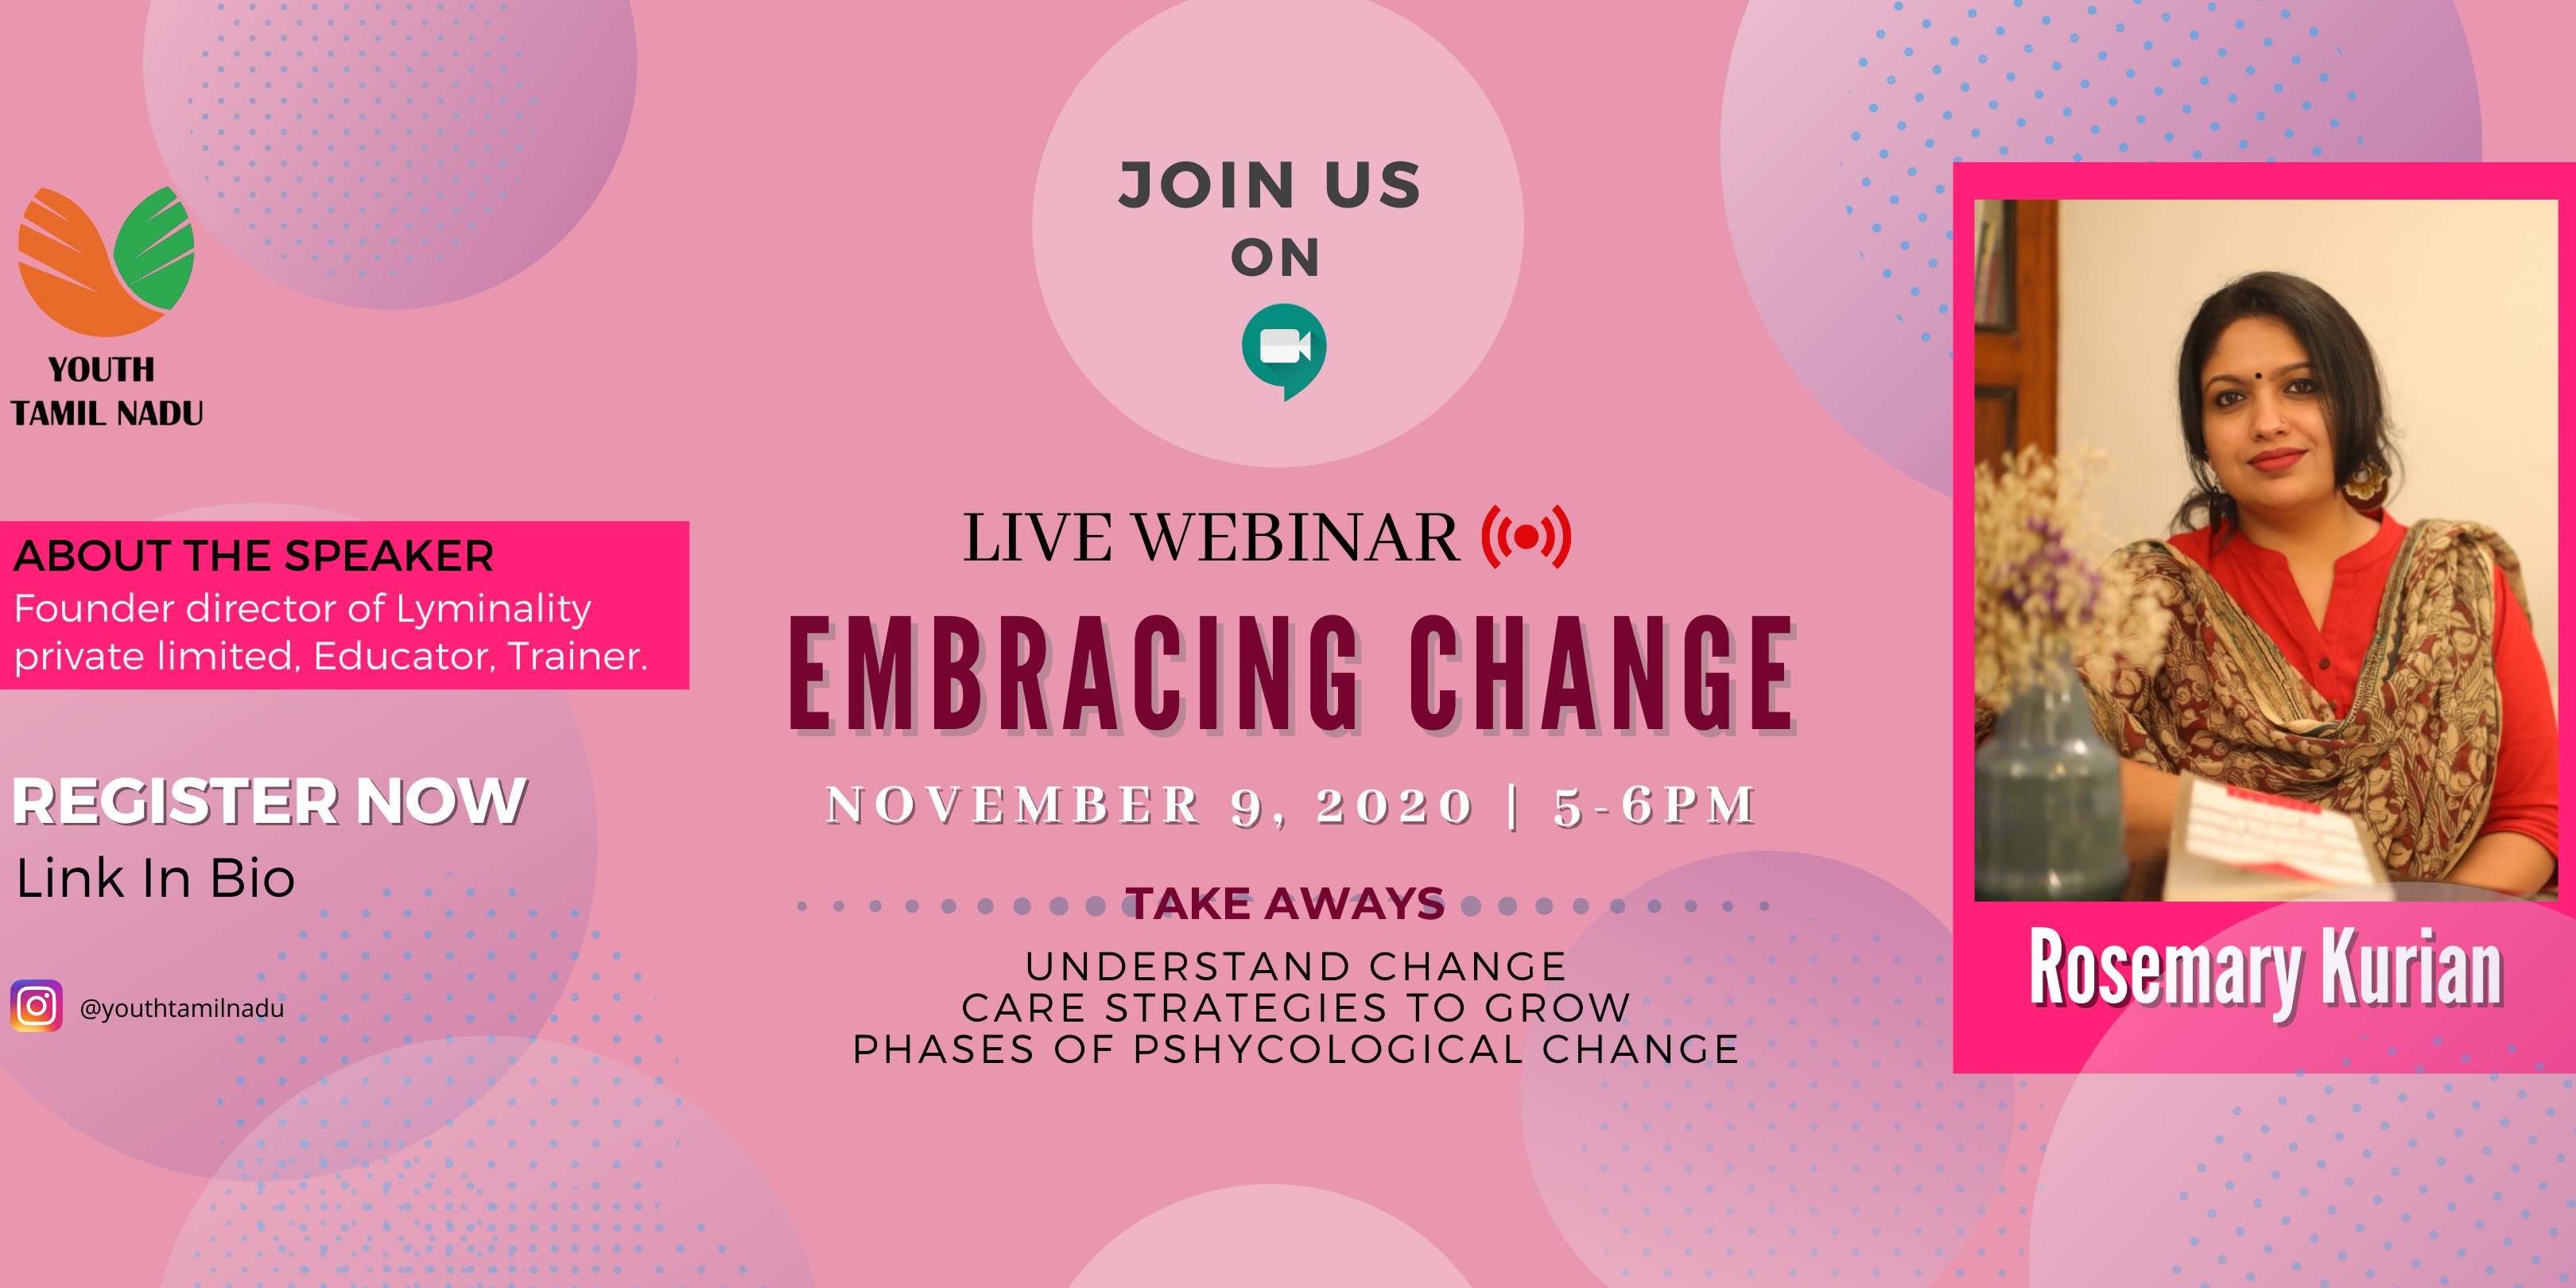 YOUTH
TAMIL NADU
ABOUT THE SPEAKER
Founder director of Lyminality
private limited, Educator, Trainer.
REGISTER NOW
Link In Bio
@youthtamilnadu
JOIN US
ON
LIVE WEBINAR
EMBRACING CHANGE
NOVEMBER 9, 2020 | 5-6PM
TAKE AWAYS
UNDERSTAND CHANGE
CARE STRATEGIES TO GROW
PHASES OF PSHYCOLOGICAL CHANGE
Rosemary Kurian